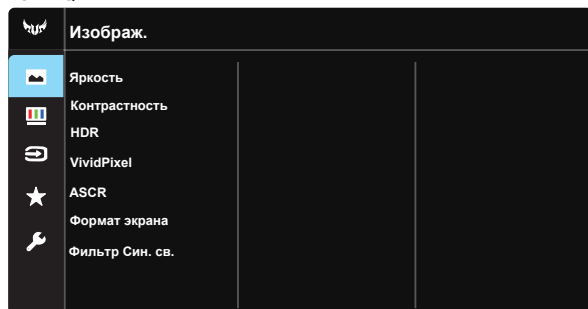 Изображ.
Яркость
Контрастность
HDR
VividPixel
ASCR
Формат экрана
Фильтр Син. св.